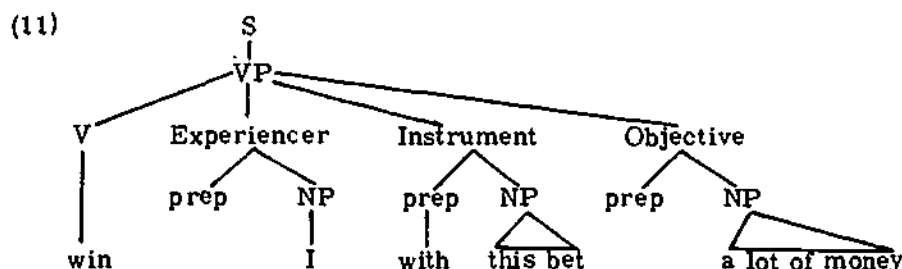 (11) S
VP
V Experiencer Instrument Objective
prep NP prep NP prep NP
win I with this bet a lot of money